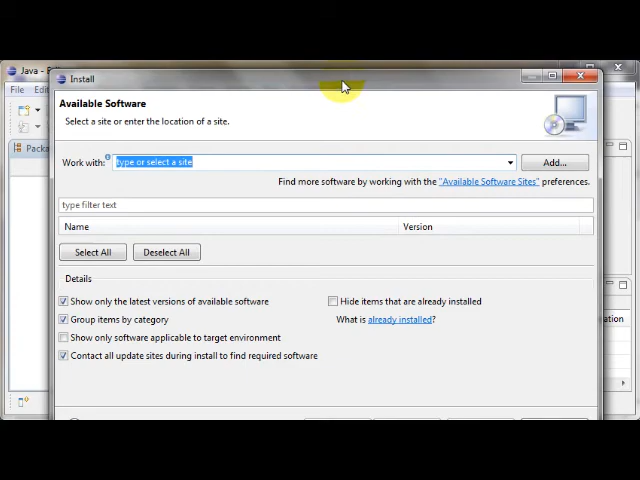 Java -
Install
File
Available Software
Select a site or enter the location of a site.
Packa
Work with:
type or select a site
Add...
Find more software by working with the "Available Software Sites" preferences.
type filter text
Name
Version
Select All
Deselect All
Details
Show only the latest versions of available software
Hide items that are already installed
Group items by category
What is already installed?
ation
Show only software applicable to target environment
Contact all update sites during install to find required software